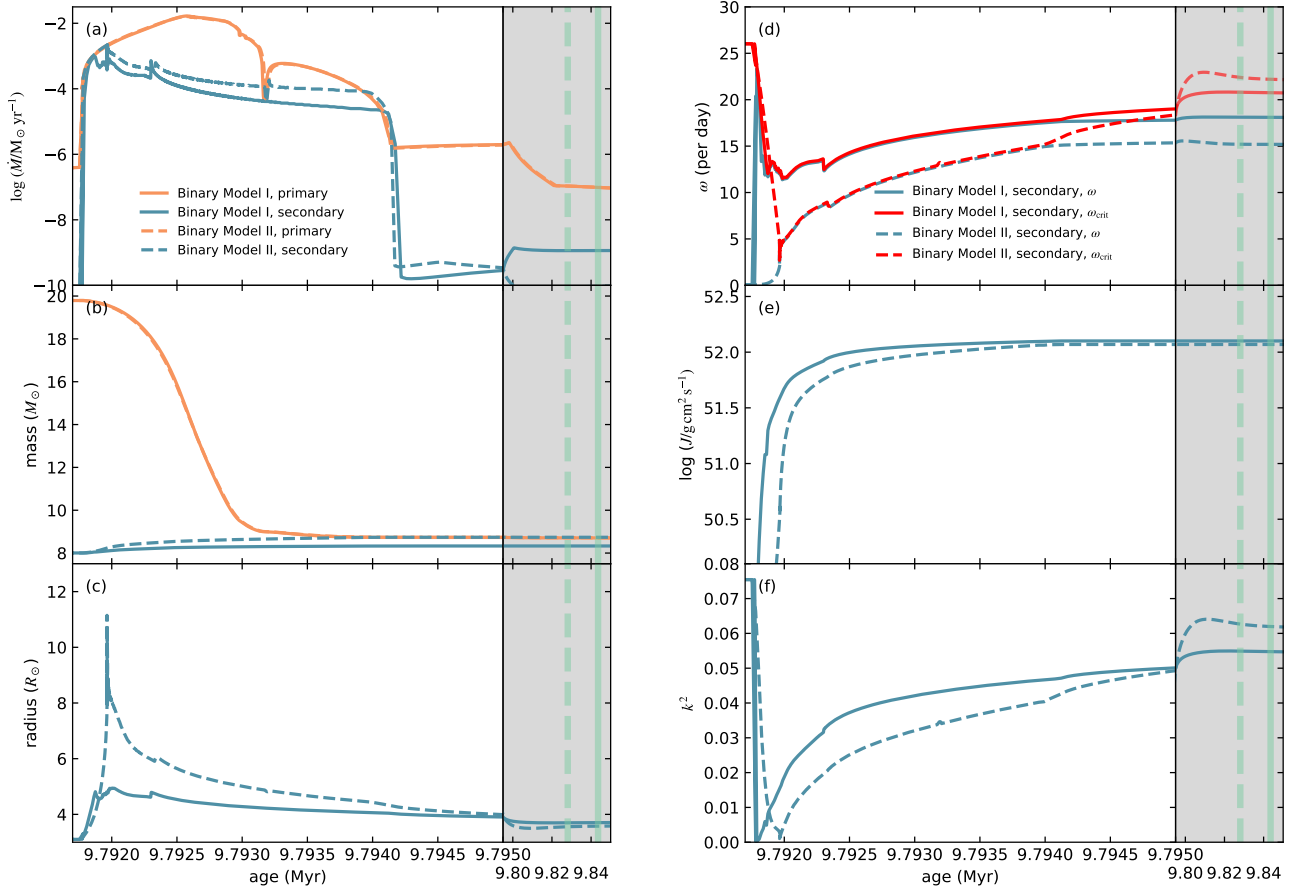 (a)
log (Ṁ/M⊙ yr⁻¹)
−2
−4
−6
−8
−10
Binary Model I, primary
Binary Model I, secondary
Binary Model II, primary
Binary Model II, secondary
(b)
mass (M⊙)
20
18
16
14
12
10
8
(c)
radius (R⊙)
12
10
8
6
4
9.7920 9.7925 9.7930 9.7935 9.7940 9.7945 9.7950
9.80 9.82 9.84
age (Myr)
(d)
ω (per day)
30
25
20
15
10
5
0
Binary Model I, secondary, ω
Binary Model I, secondary, ωcrit
Binary Model II, secondary, ω
Binary Model II, secondary, ωcrit
(e)
log (J/g cm² s⁻¹)
52.5
52.0
51.5
51.0
50.5
0.08
(f)
k²
0.07
0.06
0.05
0.04
0.03
0.02
0.01
0.00
9.7920 9.7925 9.7930 9.7935 9.7940 9.7945 9.7950
9.80 9.82 9.84
age (Myr)